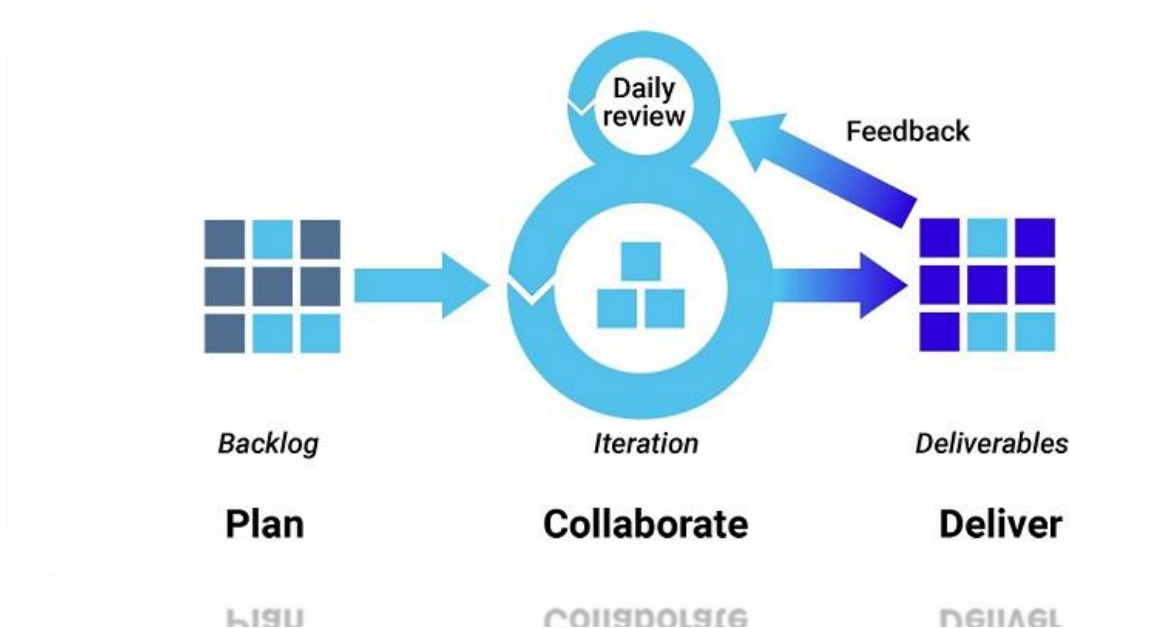 Daily
review
Feedback
Backlog
Iteration
Deliverables
Plan
Collaborate
Deliver